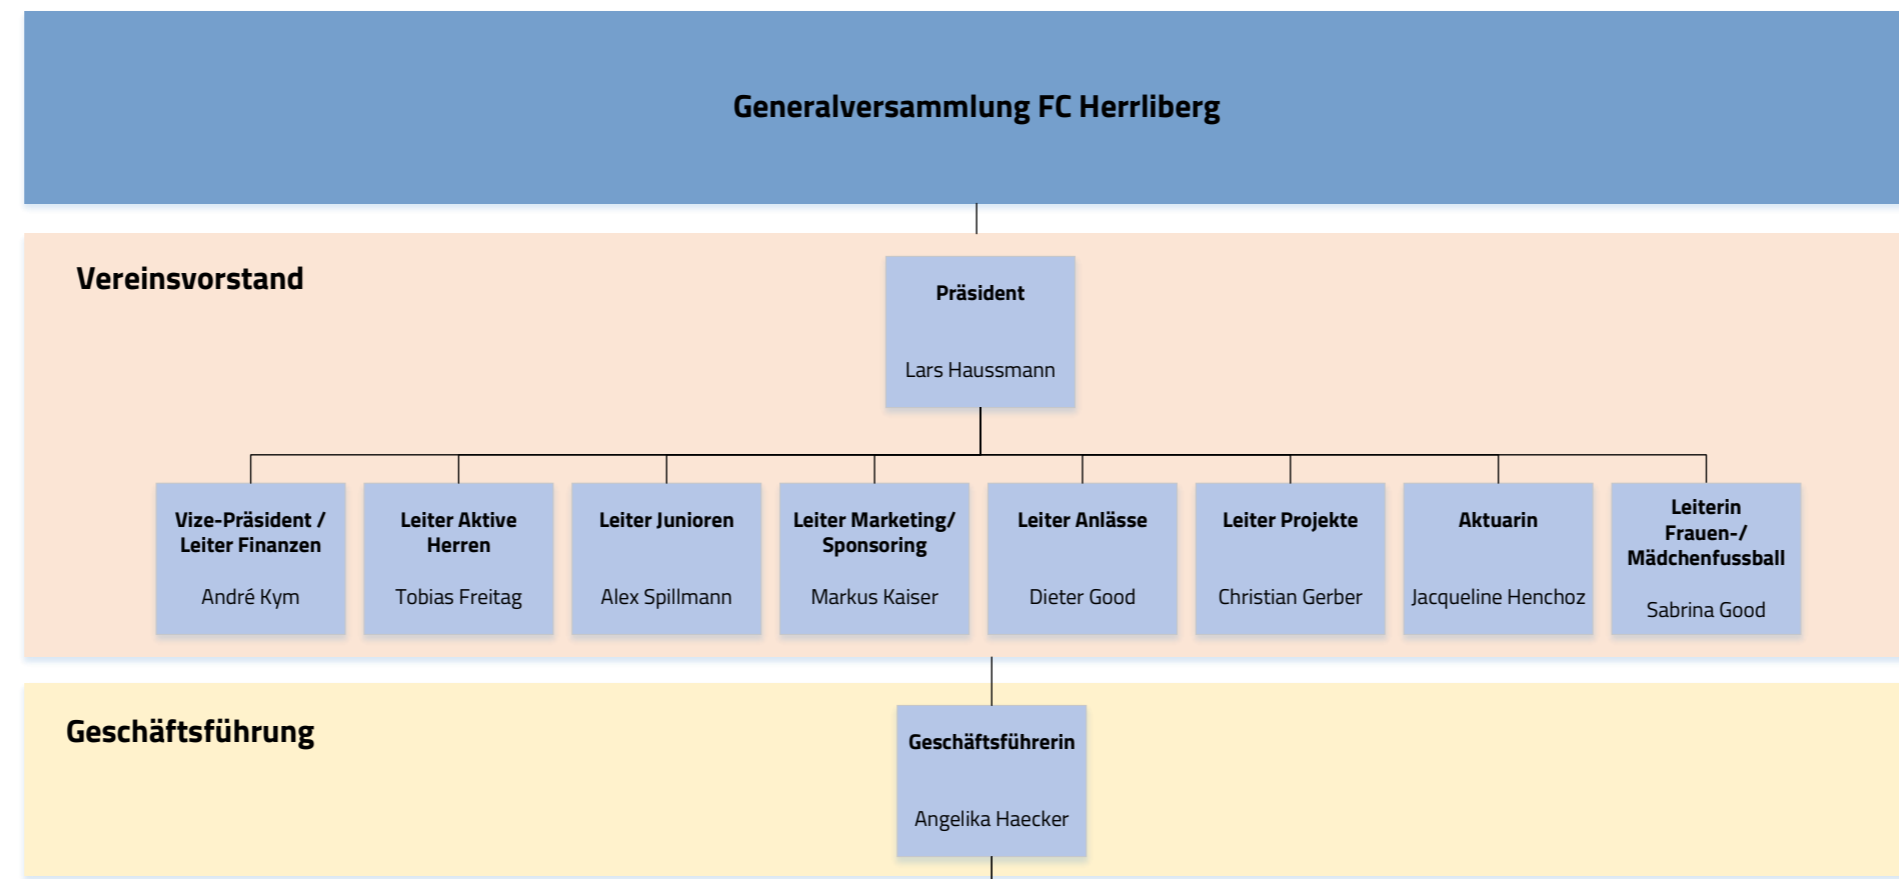 Generalversammlung FC Herrliberg
Vereinsvorstand
Präsident
Lars Haussmann
Vize-Präsident /
Leiter Finanzen
André Kym
Leiter Aktive
Herren
Tobias Freitag
Leiter Junioren
Alex Spillmann
Leiter Marketing/
Sponsoring
Markus Kaiser
Leiter Anlässe
Dieter Good
Leiter Projekte
Christian Gerber
Aktuarin
Jacqueline Henchoz
Leiterin
Frauen-/
Mädchenfussball
Sabrina Good
Geschäftsführung
Geschäftsführerin
Angelika Haecker